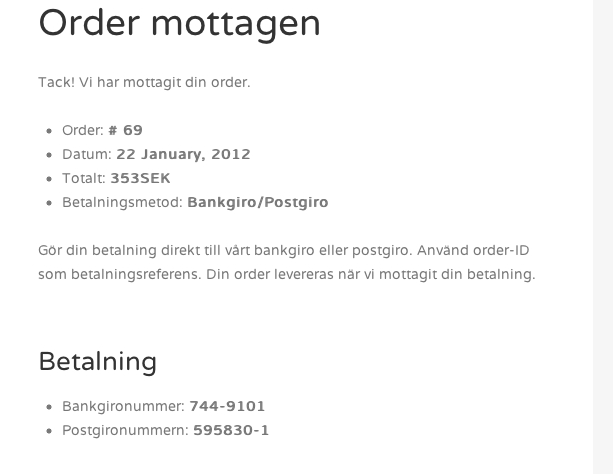 Order mottagen
Tack! Vi har mottagit din order.
Order: # 69
Datum: 22 January, 2012
Totalt: 353SEK
Betalningsmetod: Bankgiro/Postgiro
Gör din betalning direkt till vårt bankgiro eller postgiro. Använd order-ID
som betalningsreferens. Din order levereras när vi mottagit din betalning.
Betalning
Bankgironummer: 744-9101
Postgironummern: 595830-1